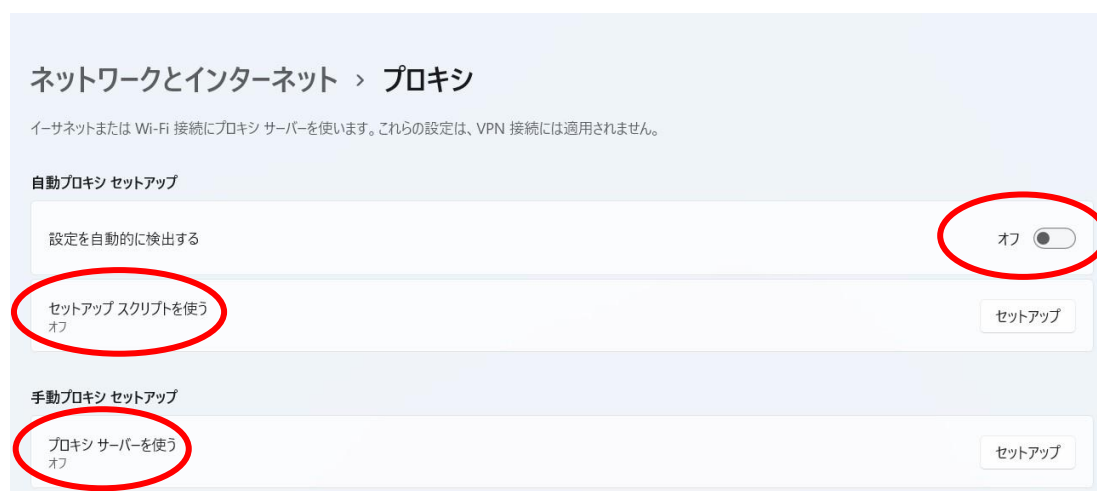 ネットワークとインターネット › プロキシ
イーサネットまたは Wi-Fi 接続にプロキシ サーバーを使います。これらの設定は、VPN 接続には適用されません。
自動プロキシ セットアップ
設定を自動的に検出する オフ
セットアップ スクリプトを使う
オフ
セットアップ
手動プロキシ セットアップ
プロキシ サーバーを使う
オフ
セットアップ